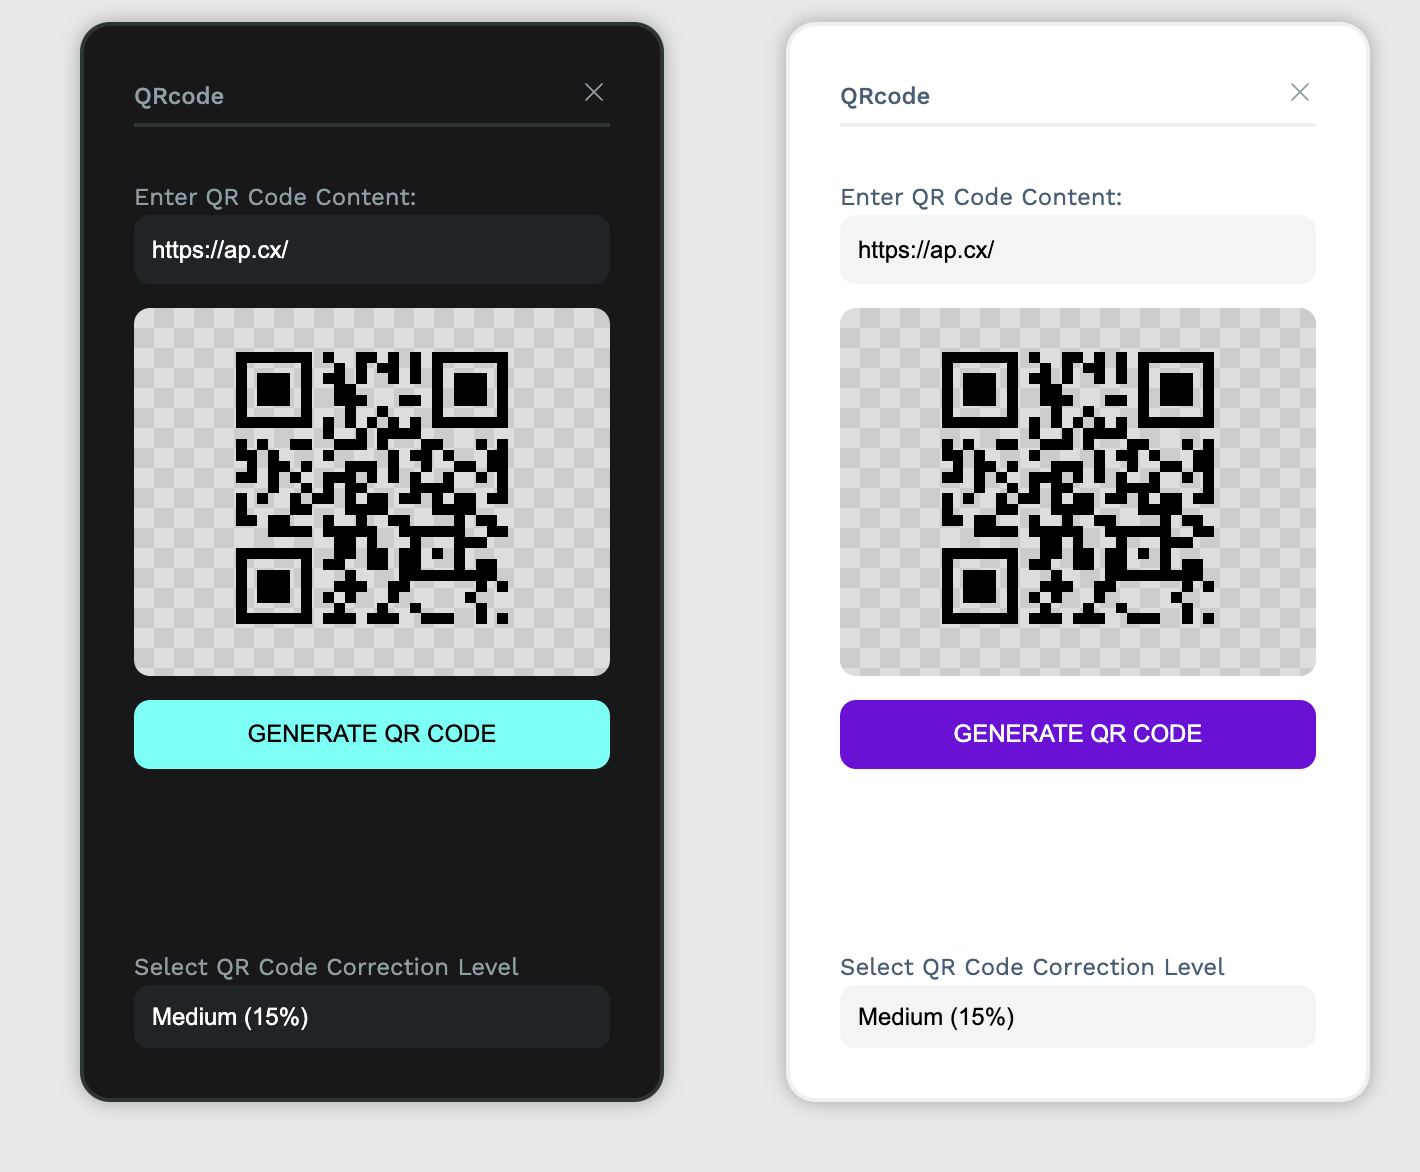 QRcode
Enter QR Code Content:
https://ap.cx/
GENERATE QR CODE
Select QR Code Correction Level
Medium (15%)
QRcode
Enter QR Code Content:
https://ap.cx/
GENERATE QR CODE
Select QR Code Correction Level
Medium (15%)